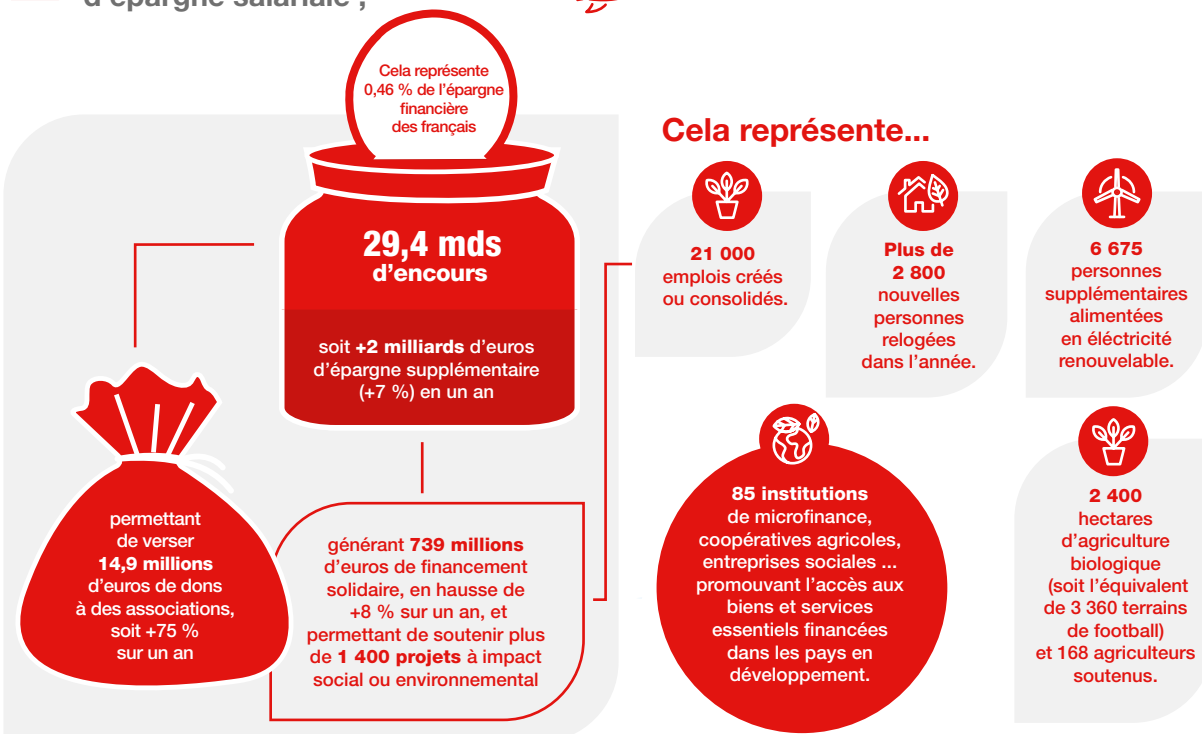 d'épargne salariale ;
Cela représente
0,46 % de l'épargne
financière
des français
29,4 mds
d'encours
soit +2 milliards d'euros
d'épargne supplémentaire
(+7 %) en un an
permettant
de verser
14,9 millions
d'euros de dons
à des associations,
soit +75 %
sur un an
générant 739 millions
d'euros de financement
solidaire, en hausse de
+8 % sur un an, et
permettant de soutenir plus
de 1 400 projets à impact
social ou environnemental
Cela représente...
21 000
emplois créés
ou consolidés.
Plus de
2 800
nouvelles
personnes
relogées
dans l'année.
6 675
personnes
supplémentaires
alimentées
en éléctricité
renouvelable.
85 institutions
de microfinance,
coopératives agricoles,
entreprises sociales ...
promouvant l'accès aux
biens et services
essentiels financées
dans les pays en
développement.
2 400
hectares
d'agriculture
biologique
(soit l'équivalent
de 3 360 terrains
de football)
et 168 agriculteurs
soutenus.